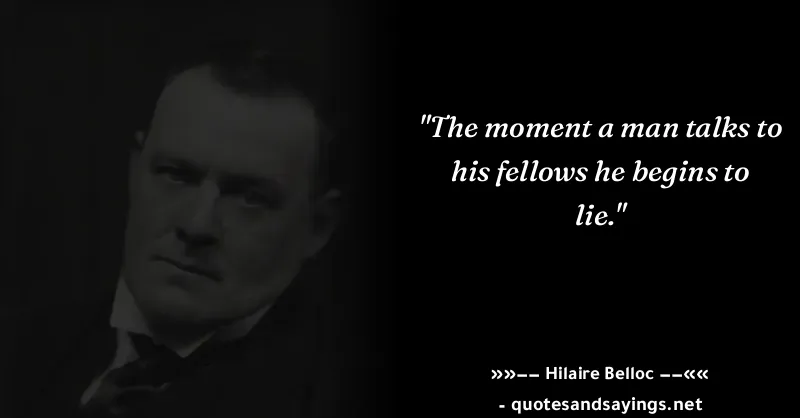 "The moment a man talks to
his fellows he begins to
lie."
»»–– Hilaire Belloc ––««
- quotesandsayings.net